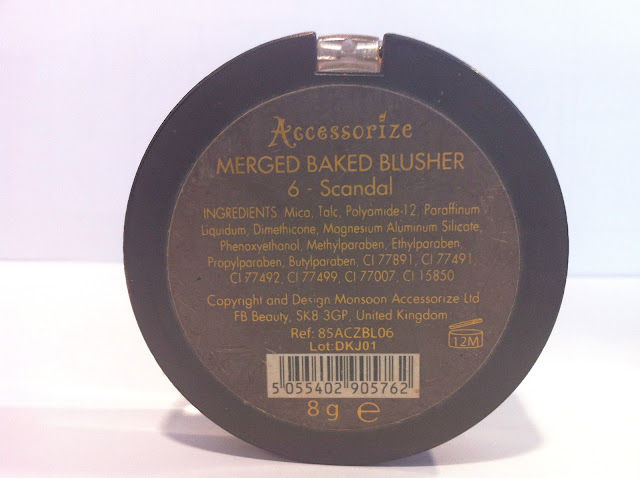 Accessorize
MERGED BAKED BLUSHER
6 - Scandal
INGREDIENTS. Mica, Talc, Polyamide-12, Paraffinum
Liquidum, Dimethicone, Magnesium Aluminum Silicate,
Phenoxyethanol, Methylparaben, Ethylparaben,
Propylparaben, Butylparaben, CI 77891, CI 77491,
CI 77492, CI 77499, CI 77007, CI 15850
Copyright and Design Monsoon Accessorize Ltd
FB Beauty, SK8 3GP, United Kingdom
Ref: 85ACZBL06
Lot:DKJ01
12M
5 055402 905762
8 g ℮